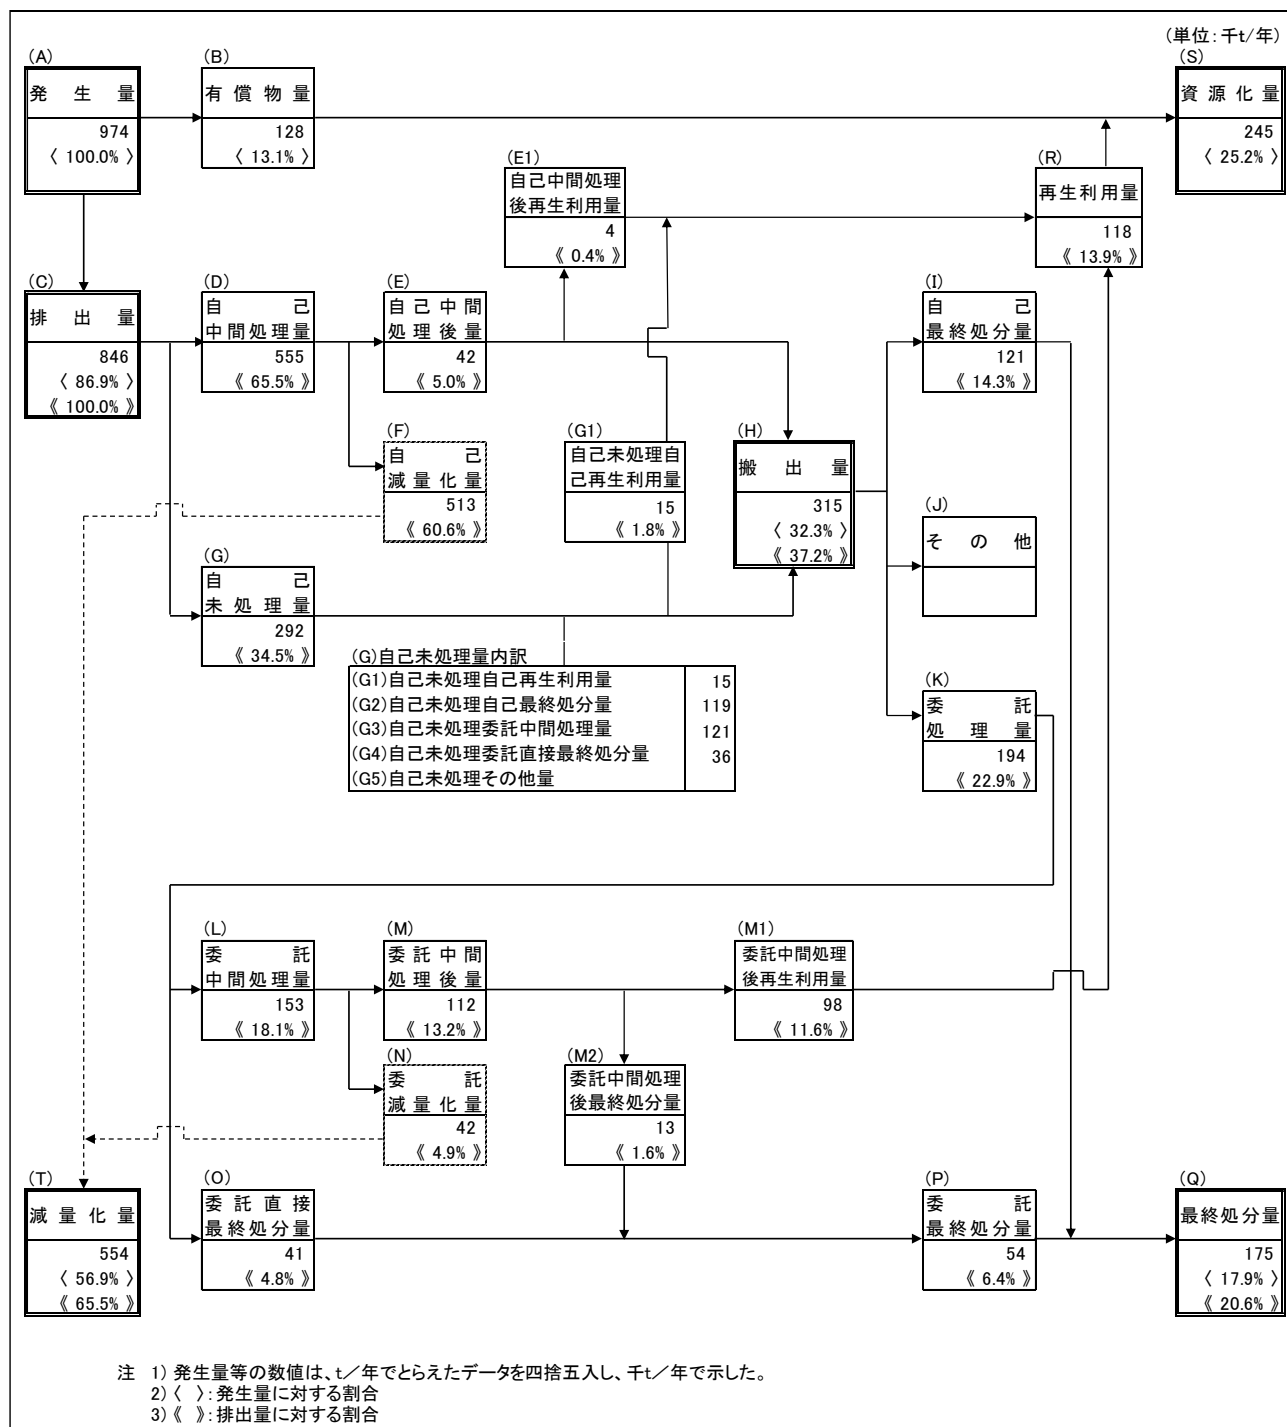 (単位:千t/年)
(A)
発生量
974
〈 100.0% 〉
(B)
有償物量
128
〈 13.1% 〉
(S)
資源化量
245
〈 25.2% 〉
(E1)
自己中間処理
後再生利用量
4
《 0.4% 》
(R)
再生利用量
118
《 13.9% 》
(C)
排出量
846
〈 86.9% 〉
《 100.0% 》
(D)
自己
中間処理量
555
《 65.5% 》
(E)
自己中間
処理後量
42
《 5.0% 》
(I)
自己
最終処分量
121
《 14.3% 》
(F)
自己
減量化量
513
《 60.6% 》
(G1)
自己未処理自
己再生利用量
15
《 1.8% 》
(H)
搬出量
315
〈 32.3% 〉
《 37.2% 》
(J)
その他
(G)
自己
未処理量
292
《 34.5% 》
(G)自己未処理量内訳
(G1)自己未処理自己再生利用量 15
(G2)自己未処理自己最終処分量 119
(G3)自己未処理委託中間処理量 121
(G4)自己未処理委託直接最終処分量 36
(G5)自己未処理その他量
(K)
委託
処理量
194
《 22.9% 》
(L)
委託
中間処理量
153
《 18.1% 》
(M)
委託中間
処理後量
112
《 13.2% 》
(M1)
委託中間処理
後再生利用量
98
《 11.6% 》
(N)
委託
減量化量
42
《 4.9% 》
(M2)
委託中間処理
後最終処分量
13
《 1.6% 》
(T)
減量化量
554
〈 56.9% 〉
《 65.5% 》
(O)
委託直接
最終処分量
41
《 4.8% 》
(P)
委託
最終処分量
54
《 6.4% 》
(Q)
最終処分量
175
〈 17.9% 〉
《 20.6% 》
注 1) 発生量等の数値は、t/年でとらえたデータを四捨五入し、千t/年で示した。
2)〈 〉:発生量に対する割合
3)《 》:排出量に対する割合